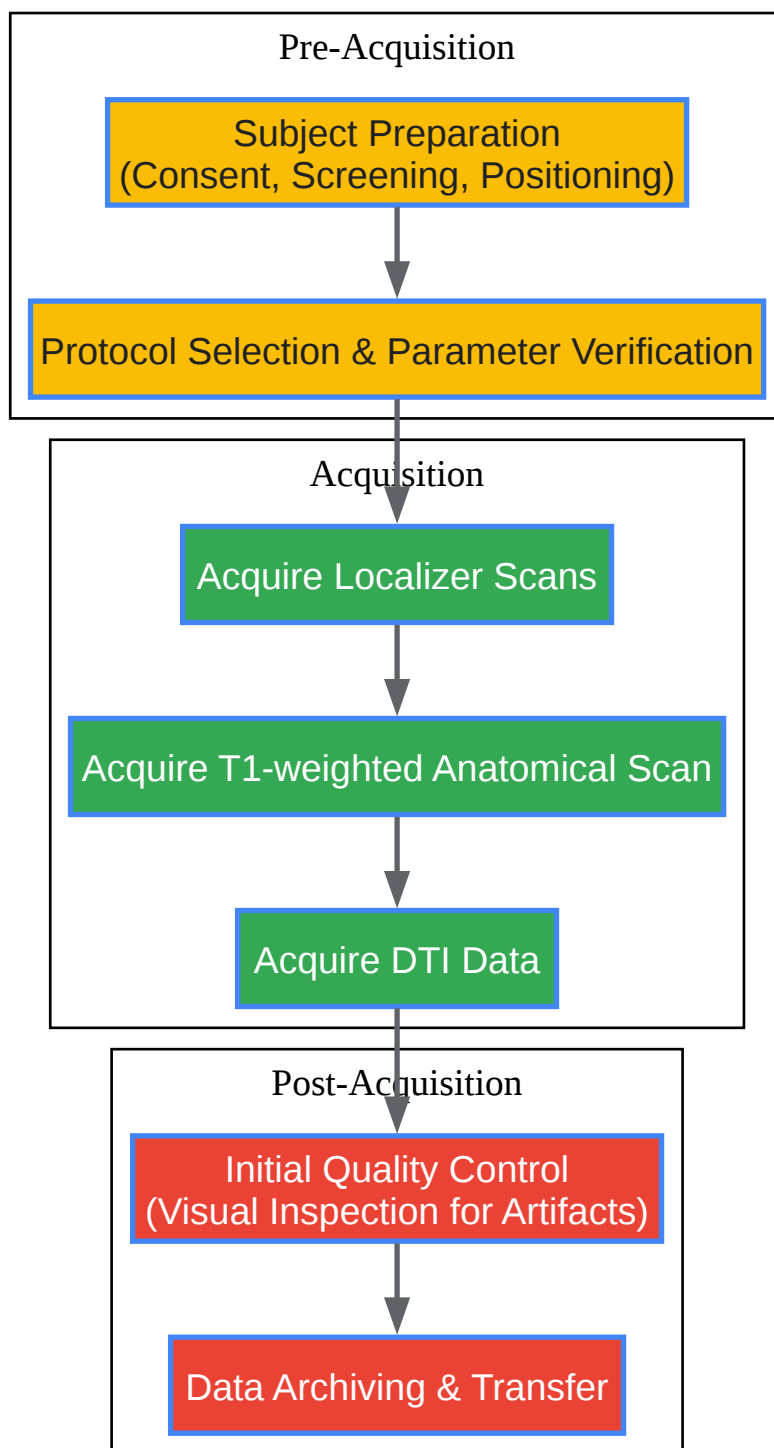 Pre-Acquisition
Subject Preparation
(Consent, Screening, Positioning)
Protocol Selection & Parameter Verification
Acquisition
Acquire Localizer Scans
Acquire T1-weighted Anatomical Scan
Acquire DTI Data
Post-Acquisition
Initial Quality Control
(Visual Inspection for Artifacts)
Data Archiving & Transfer